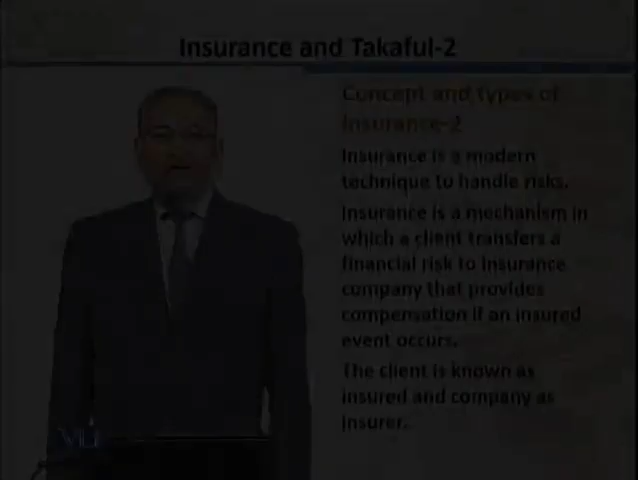 Insurance and Takaful-2
Concept and types of
Insurance-2
Insurance is a modern
technique to handle risks.
Insurance is a mechanism in
which a client transfers a
financial risk to insurance
company that provides
compensation if an insured
event occurs.
The client is known as
insured and company as
insurer.